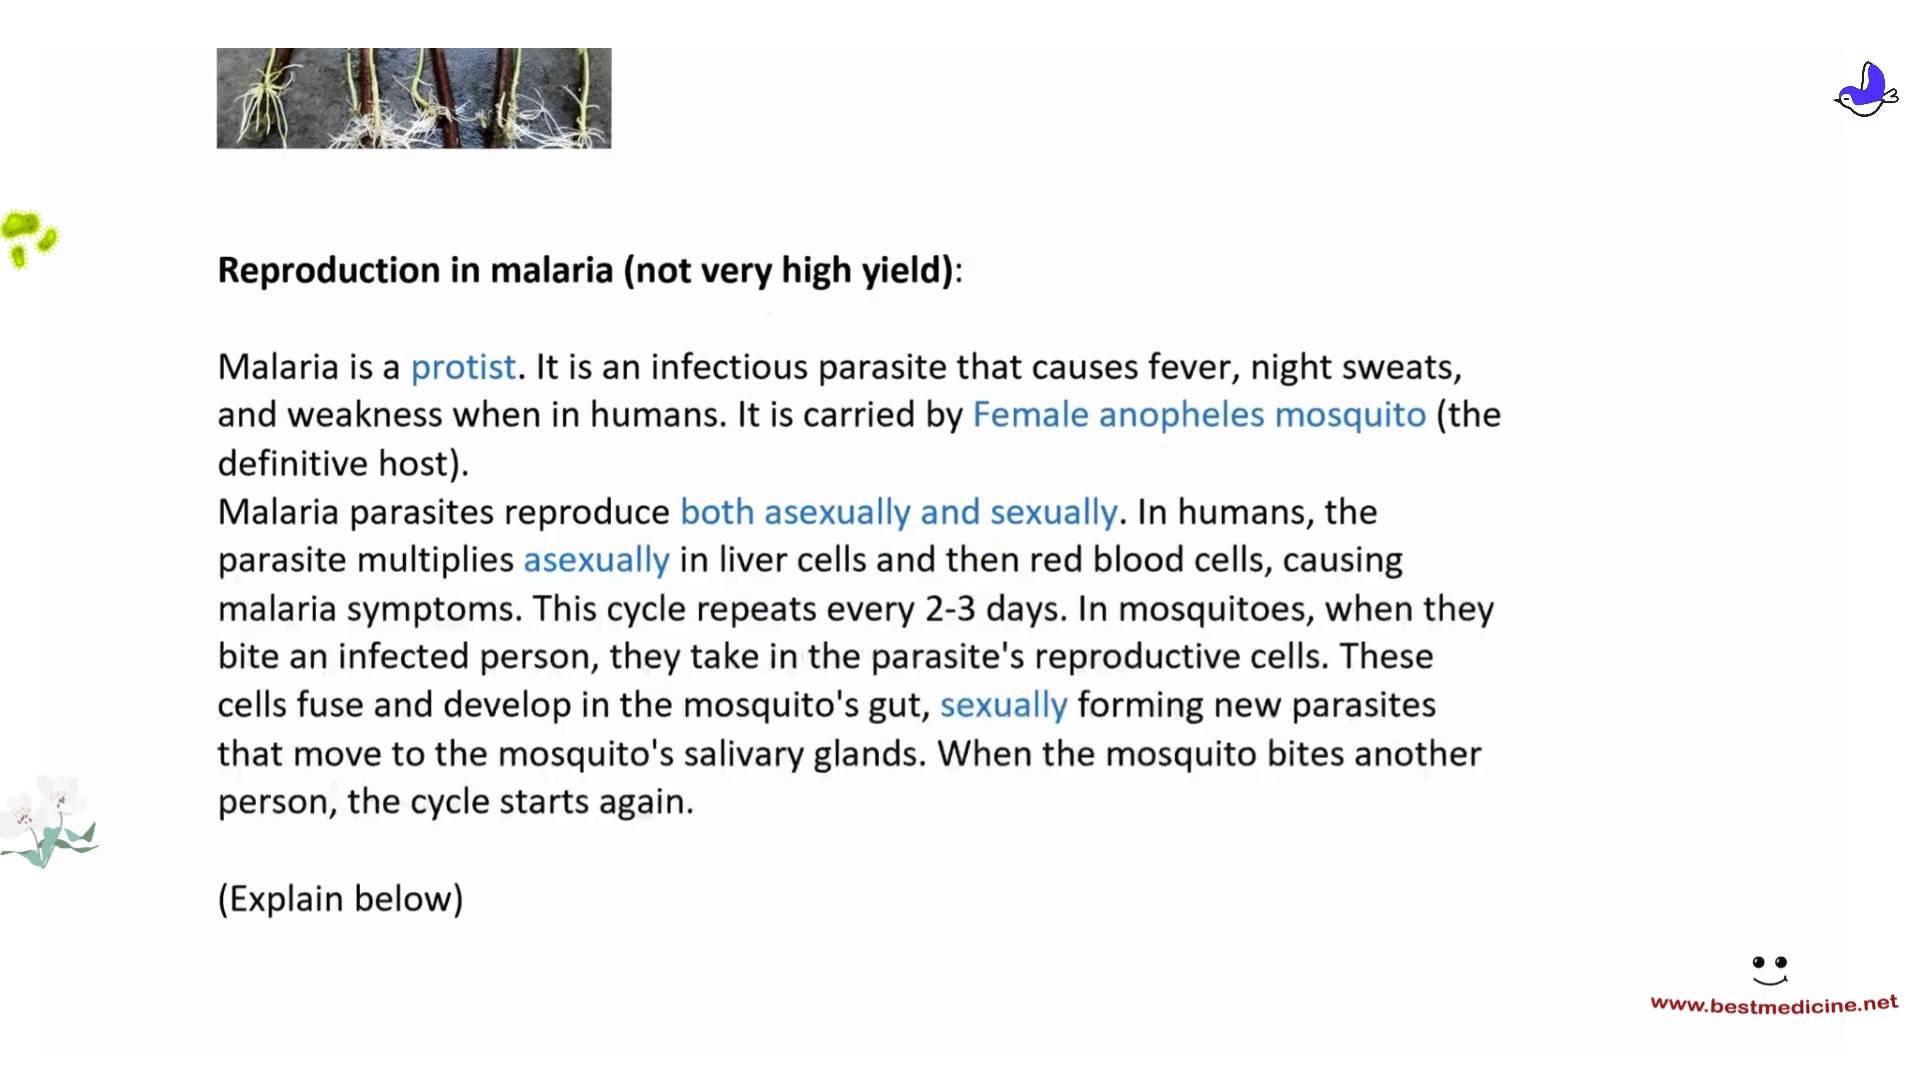 Reproduction in malaria (not very high yield):
Malaria is a protist. It is an infectious parasite that causes fever, night sweats,
and weakness when in humans. It is carried by Female anopheles mosquito (the
definitive host).
Malaria parasites reproduce both asexually and sexually. In humans, the
parasite multiplies asexually in liver cells and then red blood cells, causing
malaria symptoms. This cycle repeats every 2-3 days. In mosquitoes, when they
bite an infected person, they take in the parasite's reproductive cells. These
cells fuse and develop in the mosquito's gut, sexually forming new parasites
that move to the mosquito's salivary glands. When the mosquito bites another
person, the cycle starts again.
(Explain below)
www.bestmedicine.net